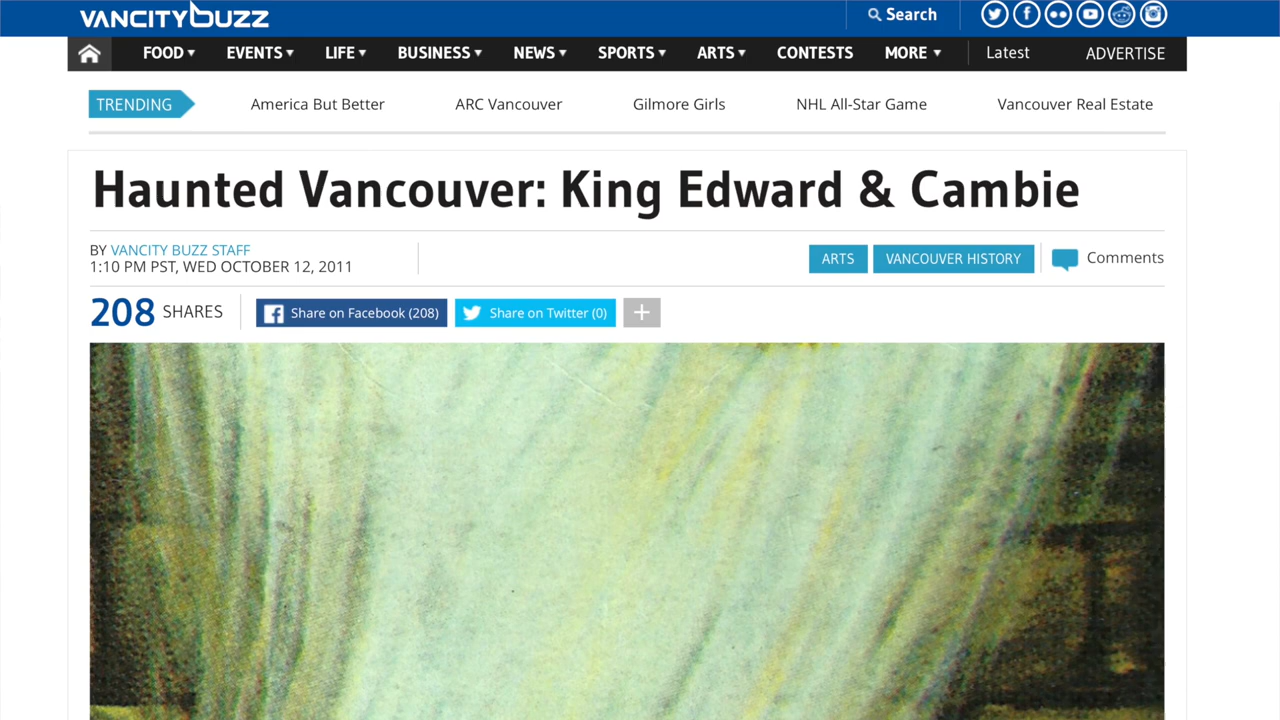 VANCITYBUZZ
Search
FOOD EVENTS LIFE BUSINESS NEWS SPORTS ARTS CONTESTS MORE Latest ADVERTISE
TRENDING America But Better ARC Vancouver Gilmore Girls NHL All-Star Game Vancouver Real Estate
Haunted Vancouver: King Edward & Cambie
BY VANCITY BUZZ STAFF
1:10 PM PST, WED OCTOBER 12, 2011
ARTS VANCOUVER HISTORY Comments
208 SHARES Share on Facebook (208) Share on Twitter (0) +